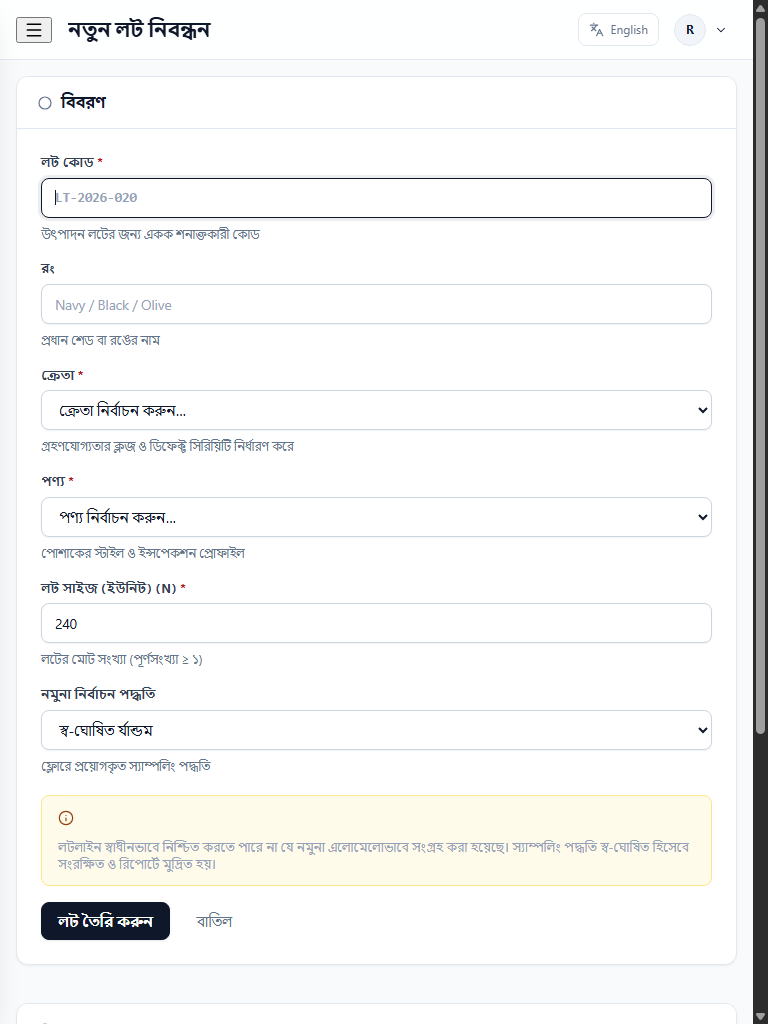 নতুন লট নিবন্ধন
English
R
বিবরণ
লট কোড *
LT-2026-020
উৎপাদন লটের জন্য একক শনাক্তকারী কোড
রং
Navy / Black / Olive
প্রধান শেড বা রঙের নাম
ক্রেতা *
ক্রেতা নির্বাচন করুন...
গ্রহণযোগ্যতার ক্লজ ও ডিফেক্ট সিরিয়িটি নির্ধারণ করে
পণ্য *
পণ্য নির্বাচন করুন...
পোশাকের স্টাইল ও ইন্সপেকশন প্রোফাইল
লট সাইজ (ইউনিট) (N) *
240
লটের মোট সংখ্যা (পূর্ণসংখ্যা ≥ ১)
নমুনা নির্বাচন পদ্ধতি
স্ব-ঘোষিত র্যান্ডম
ফ্লোরে প্রয়োগকৃত স্যাম্পলিং পদ্ধতি
লটলাইন স্বাধীনভাবে নিশ্চিত করতে পারে না যে নমুনা এলোমেলোভাবে সংগ্রহ করা হয়েছে। স্যাম্পলিং পদ্ধতি স্ব-ঘোষিত হিসেবে
সংরক্ষিত ও রিপোর্টে মুদ্রিত হয়।
লট তৈরি করুন
বাতিল